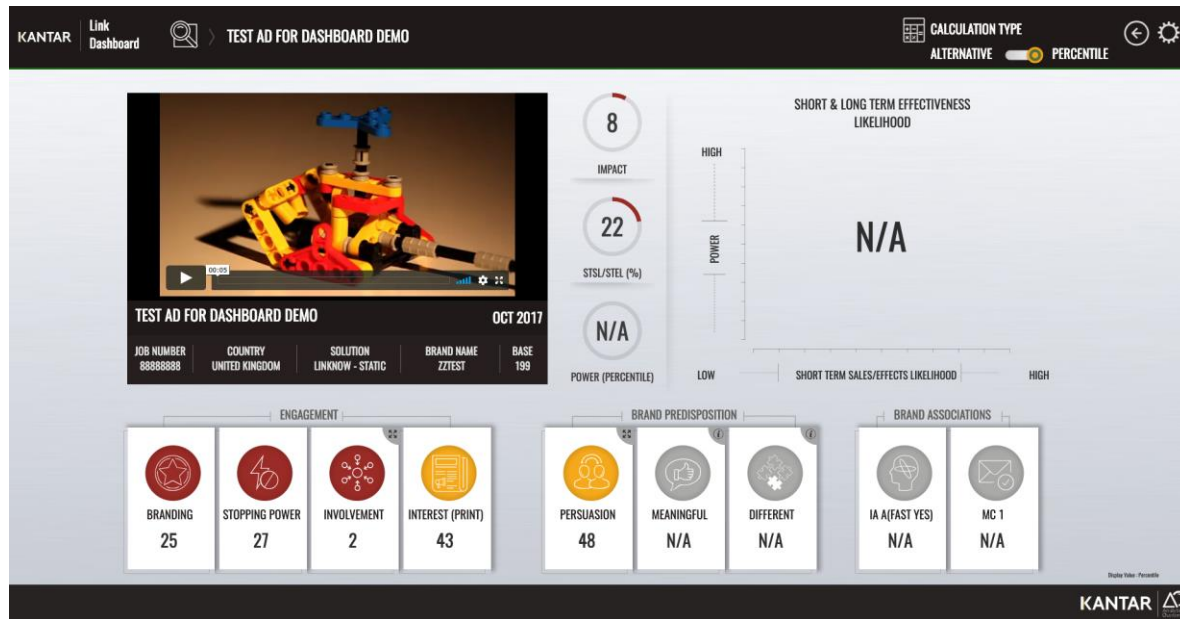 KANTAR
Link
Dashboard
TEST AD FOR DASHBOARD DEMO
CALCULATION TYPE
ALTERNATIVE
PERCENTILE
00:05
TEST AD FOR DASHBOARD DEMO
OCT 2017
JOB NUMBER
88888888
COUNTRY
UNITED KINGDOM
SOLUTION
LINKNOW - STATIC
BRAND NAME
ZZTEST
BASE
199
8
IMPACT
22
STSL/STEL (%)
N/A
POWER (PERCENTILE)
SHORT & LONG TERM EFFECTIVENESS
LIKELIHOOD
HIGH
POWER
N/A
LOW
SHORT TERM SALES/EFFECTS LIKELIHOOD
HIGH
ENGAGEMENT
BRANDING
25
STOPPING POWER
27
INVOLVEMENT
2
INTEREST (PRINT)
43
BRAND PREDISPOSITION
PERSUASION
48
MEANINGFUL
N/A
DIFFERENT
N/A
BRAND ASSOCIATIONS
IA A(FAST YES)
N/A
MC 1
N/A
Display Value : Percentile
KANTAR